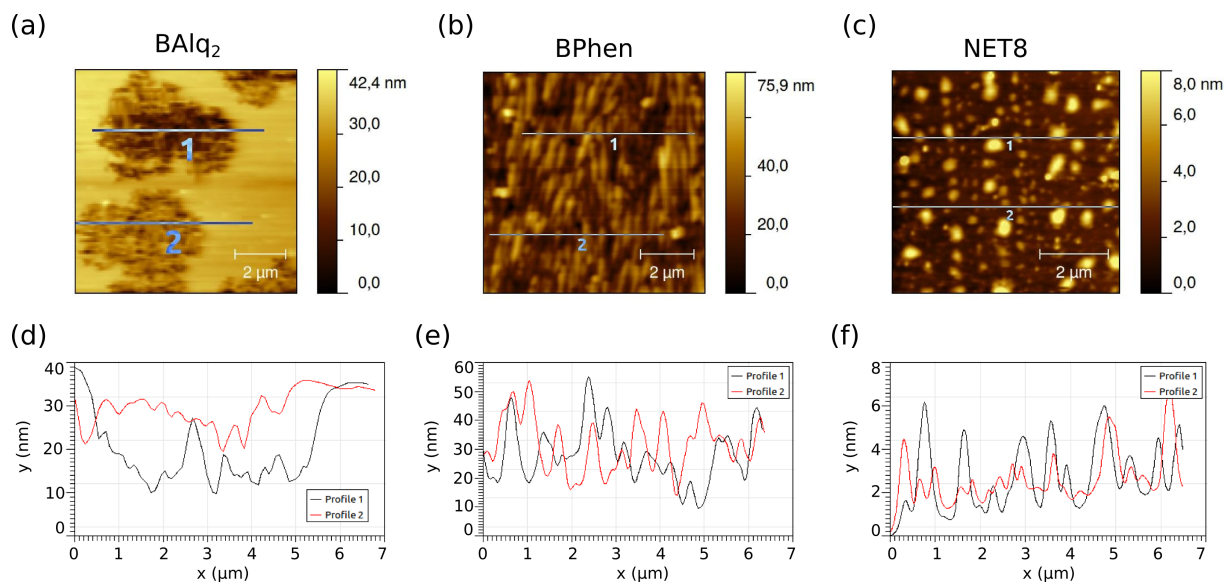 (a)
BAlq₂
42,4 nm
30,0
20,0
10,0
0,0
1
2
2 μm
(b)
BPhen
75,9 nm
40,0
20,0
0,0
1
2
2 μm
(c)
NET8
8,0 nm
6,0
4,0
2,0
0,0
1
2
2 μm
(d)
y (nm)
40
30
20
10
0
0 1 2 3 4 5 6 7
x (μm)
Profile 1
Profile 2
(e)
y (nm)
60
50
40
30
20
10
0
0 1 2 3 4 5 6 7
x (μm)
Profile 1
Profile 2
(f)
y (nm)
8
6
4
2
0
0 1 2 3 4 5 6 7
x (μm)
Profile 1
Profile 2